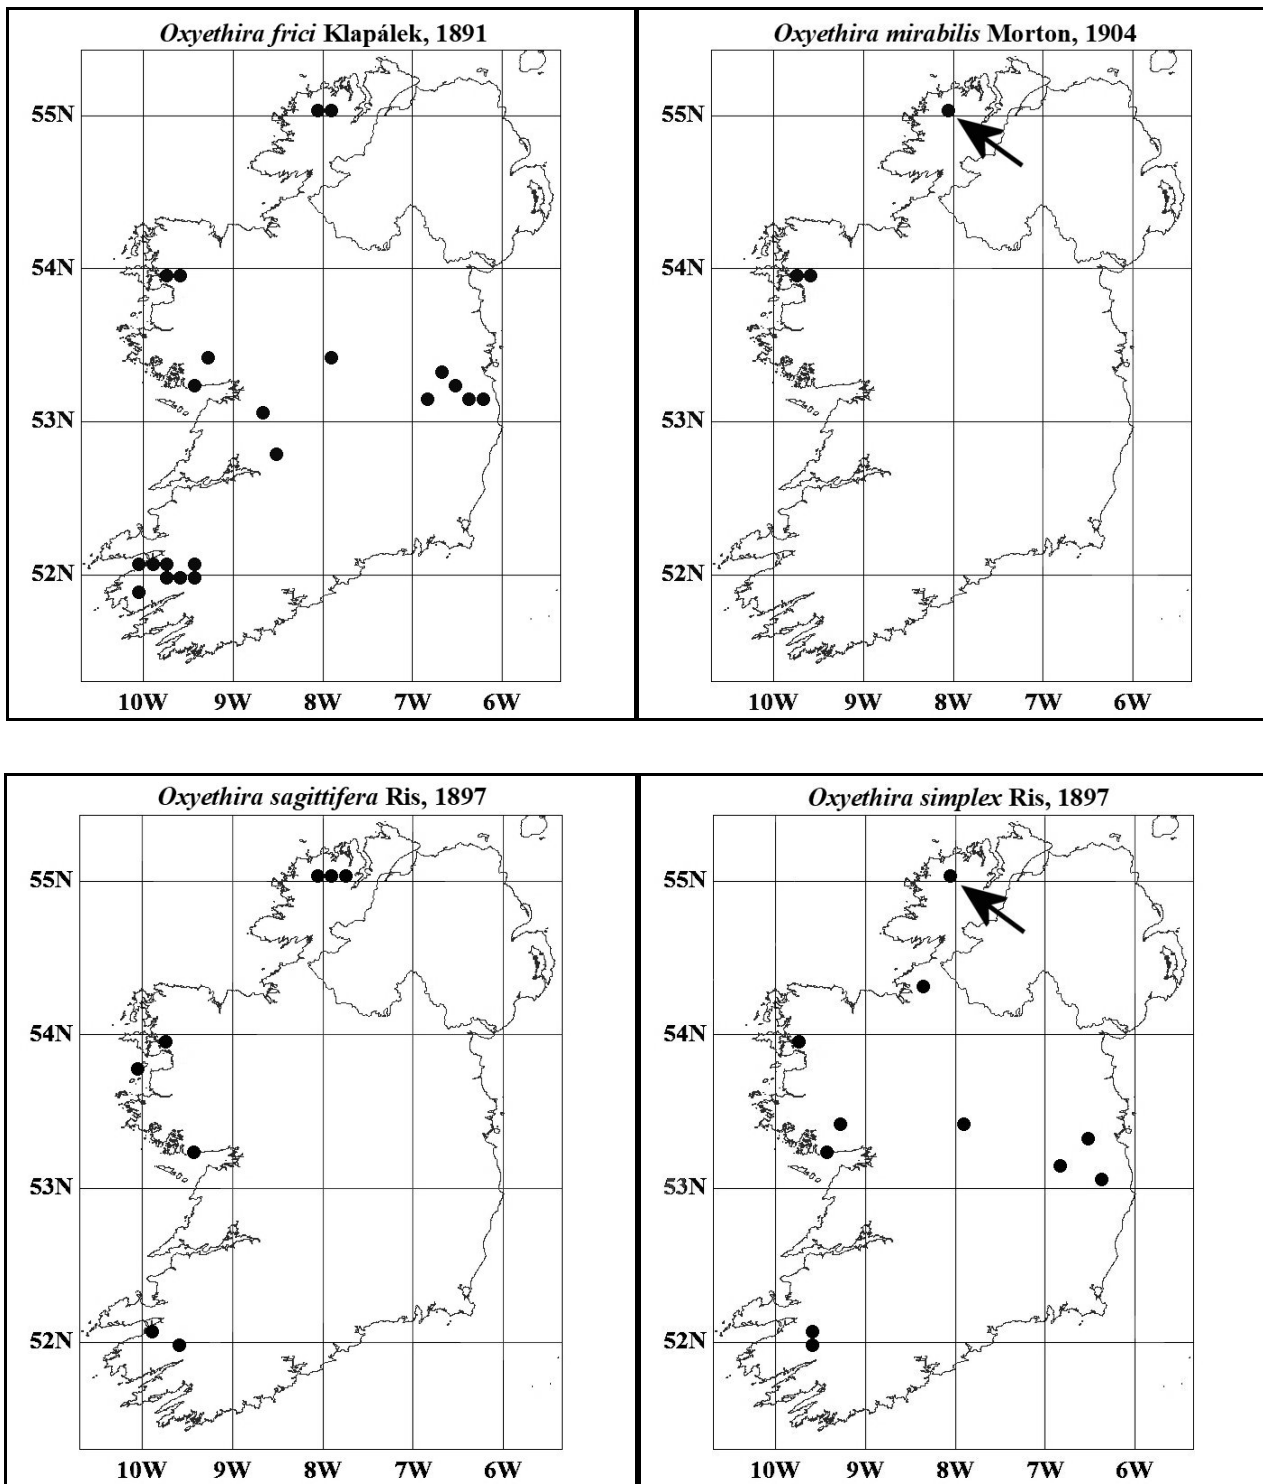 Oxyethira frici Klapálek, 1891
55N
54N
53N
52N
10W 9W 8W 7W 6W
Oxyethira mirabilis Morton, 1904
55N
54N
53N
52N
10W 9W 8W 7W 6W
Oxyethira sagittifera Ris, 1897
55N
54N
53N
52N
10W 9W 8W 7W 6W
Oxyethira simplex Ris, 1897
55N
54N
53N
52N
10W 9W 8W 7W 6W